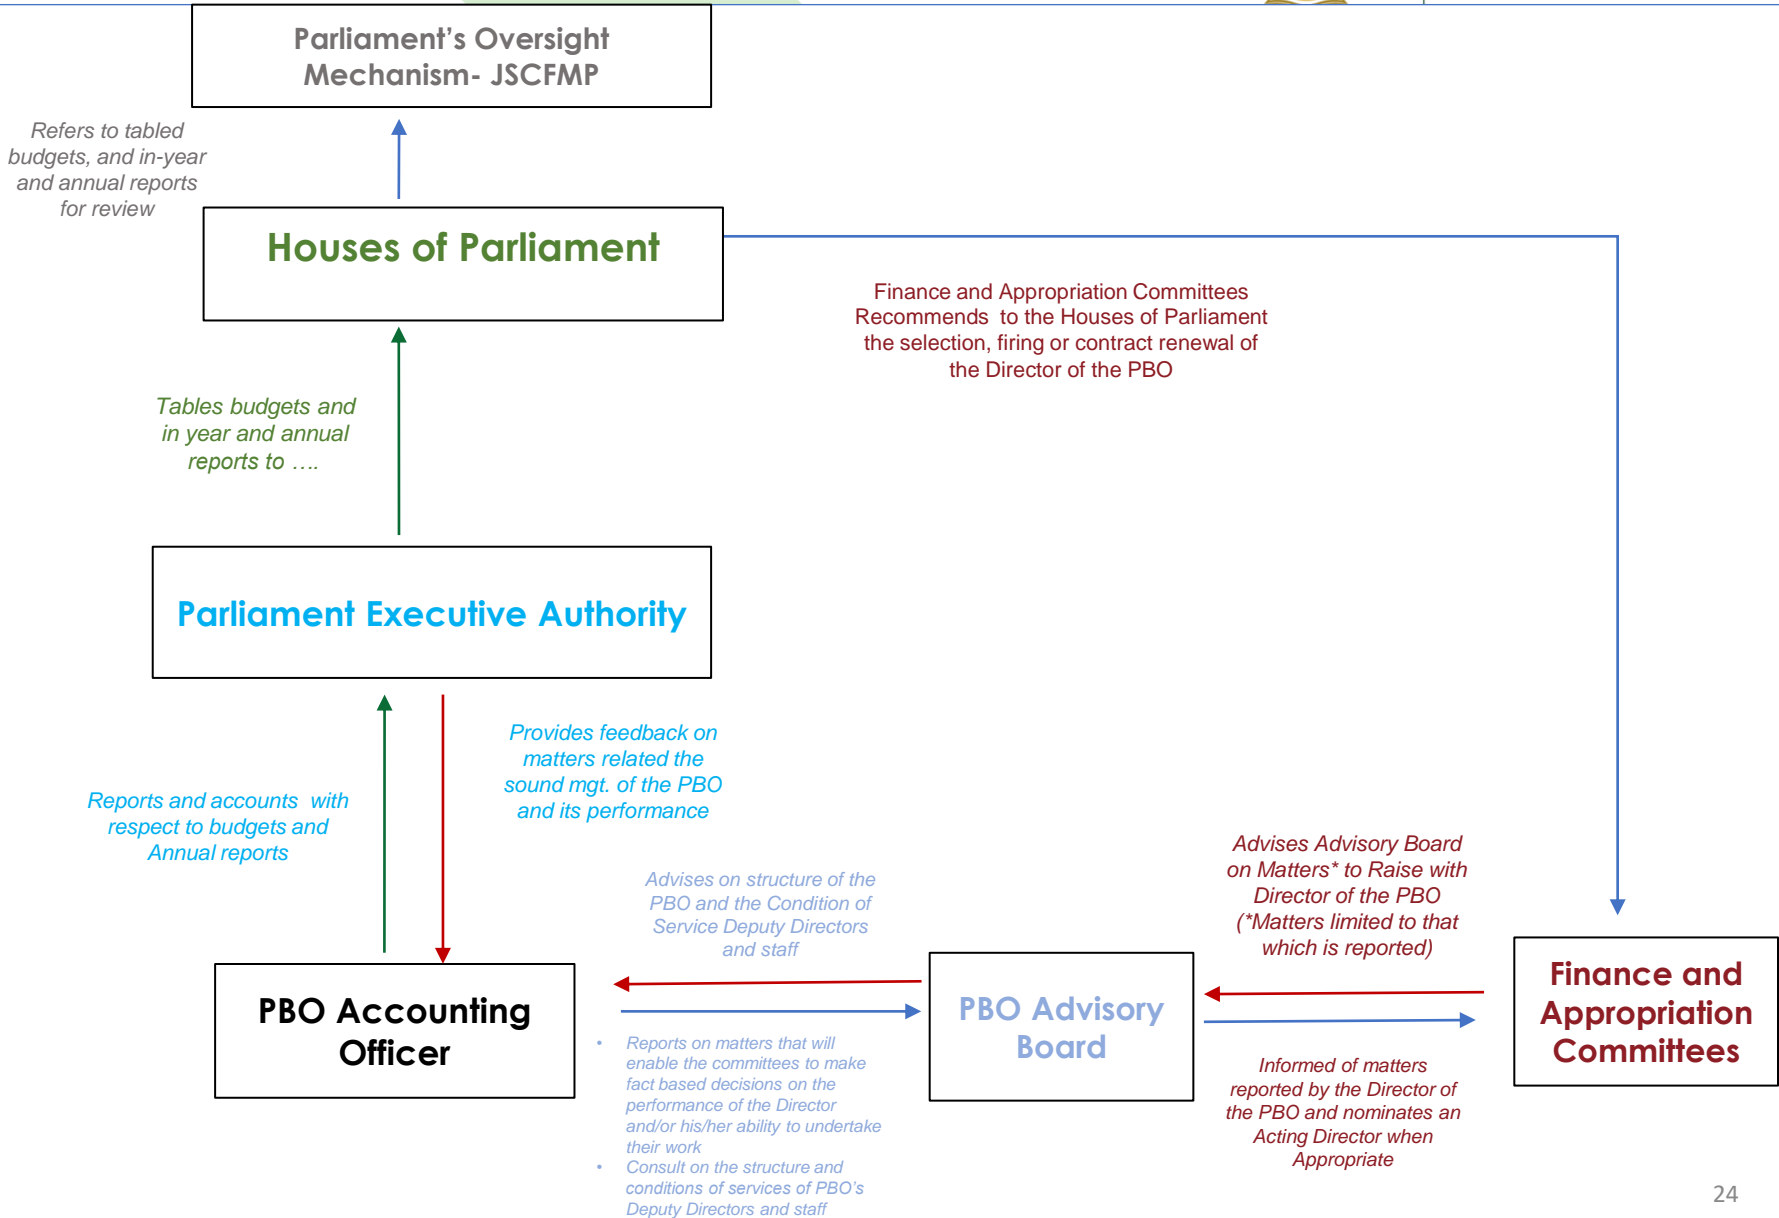 Parliament's Oversight
Mechanism- JSCFMP
Refers to tabled
budgets, and in-year
and annual reports
for review
Houses of Parliament
Finance and Appropriation Committees
Recommends to the Houses of Parliament
the selection, firing or contract renewal of
the Director of the PBO
Tables budgets and
in year and annual
reports to ….
Parliament Executive Authority
Provides feedback on
matters related the
sound mgt. of the PBO
and its performance
Reports and accounts with
respect to budgets and
Annual reports
Advises on structure of the
PBO and the Condition of
Service Deputy Directors
and staff
Advises Advisory Board
on Matters* to Raise with
Director of the PBO
(*Matters limited to that
which is reported)
PBO Accounting
Officer
PBO Advisory
Board
Finance and
Appropriation
Committees
• Reports on matters that will
enable the committees to make
fact based decisions on the
performance of the Director
and/or his/her ability to undertake
their work
• Consult on the structure and
conditions of services of PBO's
Deputy Directors and staff
Informed of matters
reported by the Director of
the PBO and nominates an
Acting Director when
Appropriate
24